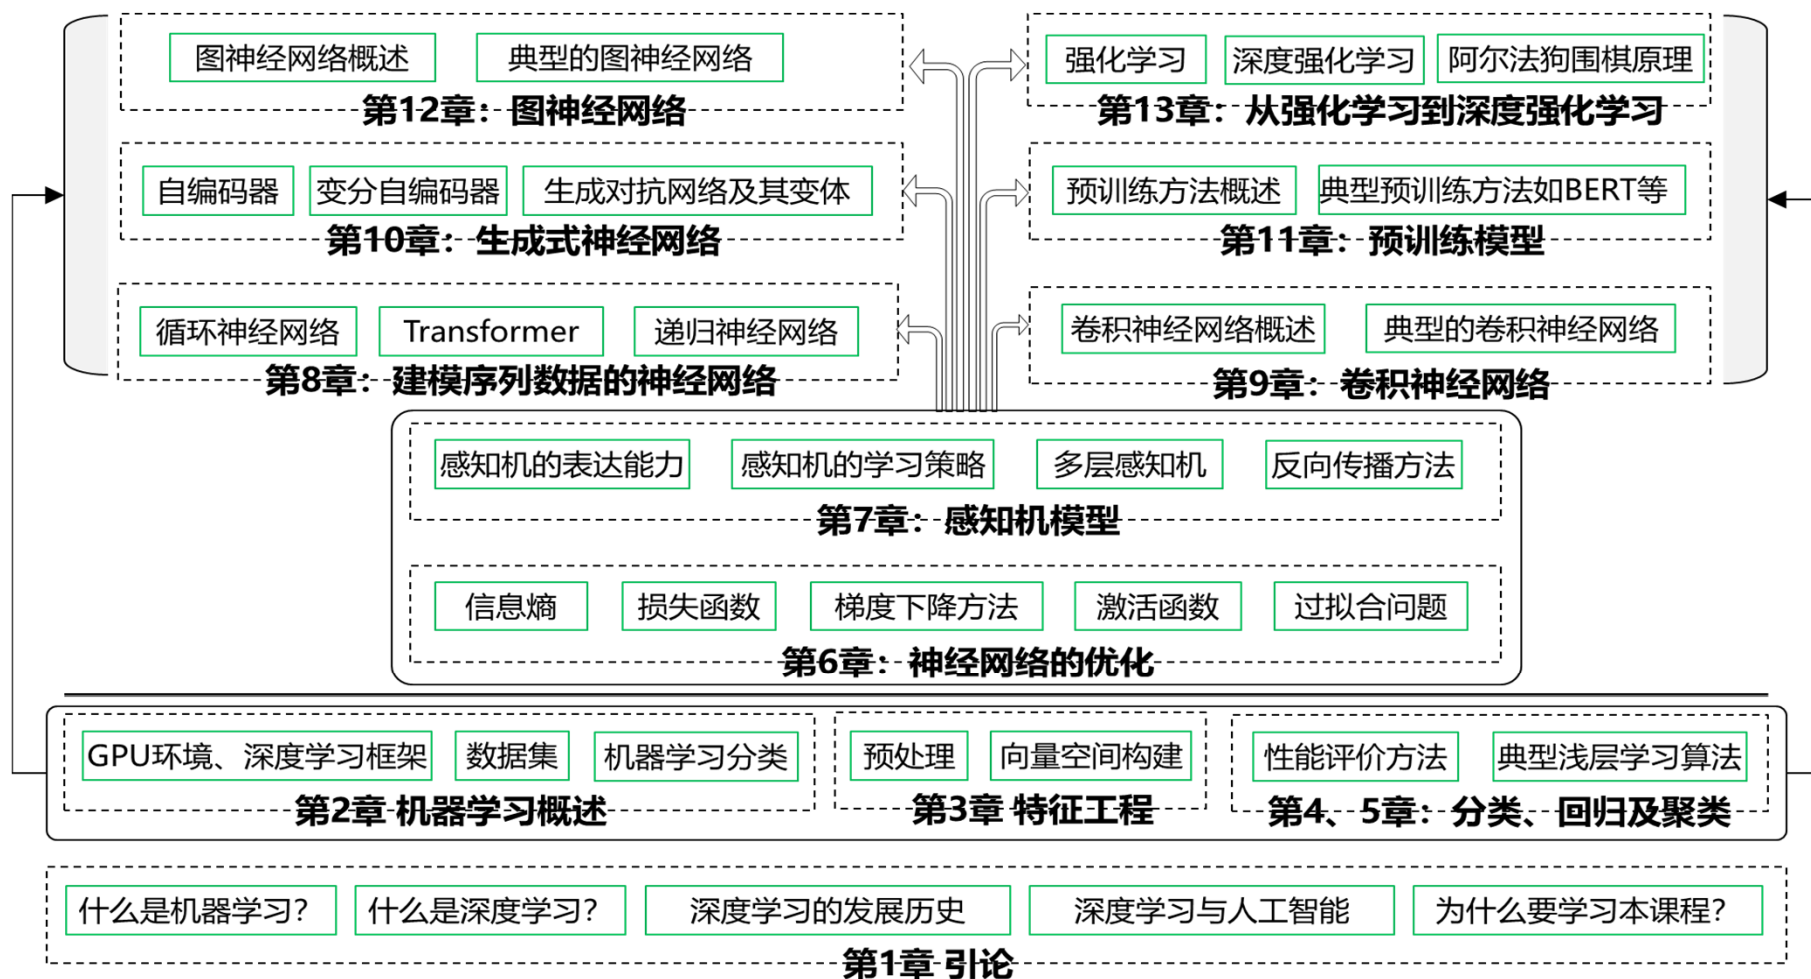 图神经网络概述 典型的图神经网络
第12章：图神经网络
强化学习 深度强化学习 阿尔法狗围棋原理
第13章：从强化学习到深度强化学习
自编码器 变分自编码器 生成对抗网络及其变体
第10章：生成式神经网络
预训练方法概述 典型预训练方法如BERT等
第11章：预训练模型
循环神经网络 Transformer 递归神经网络
第8章：建模序列数据的神经网络
卷积神经网络概述 典型的卷积神经网络
第9章：卷积神经网络
感知机的表达能力 感知机的学习策略 多层感知机 反向传播方法
第7章：感知机模型
信息熵 损失函数 梯度下降方法 激活函数 过拟合问题
第6章：神经网络的优化
GPU环境、深度学习框架 数据集 机器学习分类
第2章 机器学习概述
预处理 向量空间构建
第3章 特征工程
性能评价方法 典型浅层学习算法
第4、5章：分类、回归及聚类
什么是机器学习？ 什么是深度学习？ 深度学习的发展历史 深度学习与人工智能 为什么要学习本课程？
第1章 引论